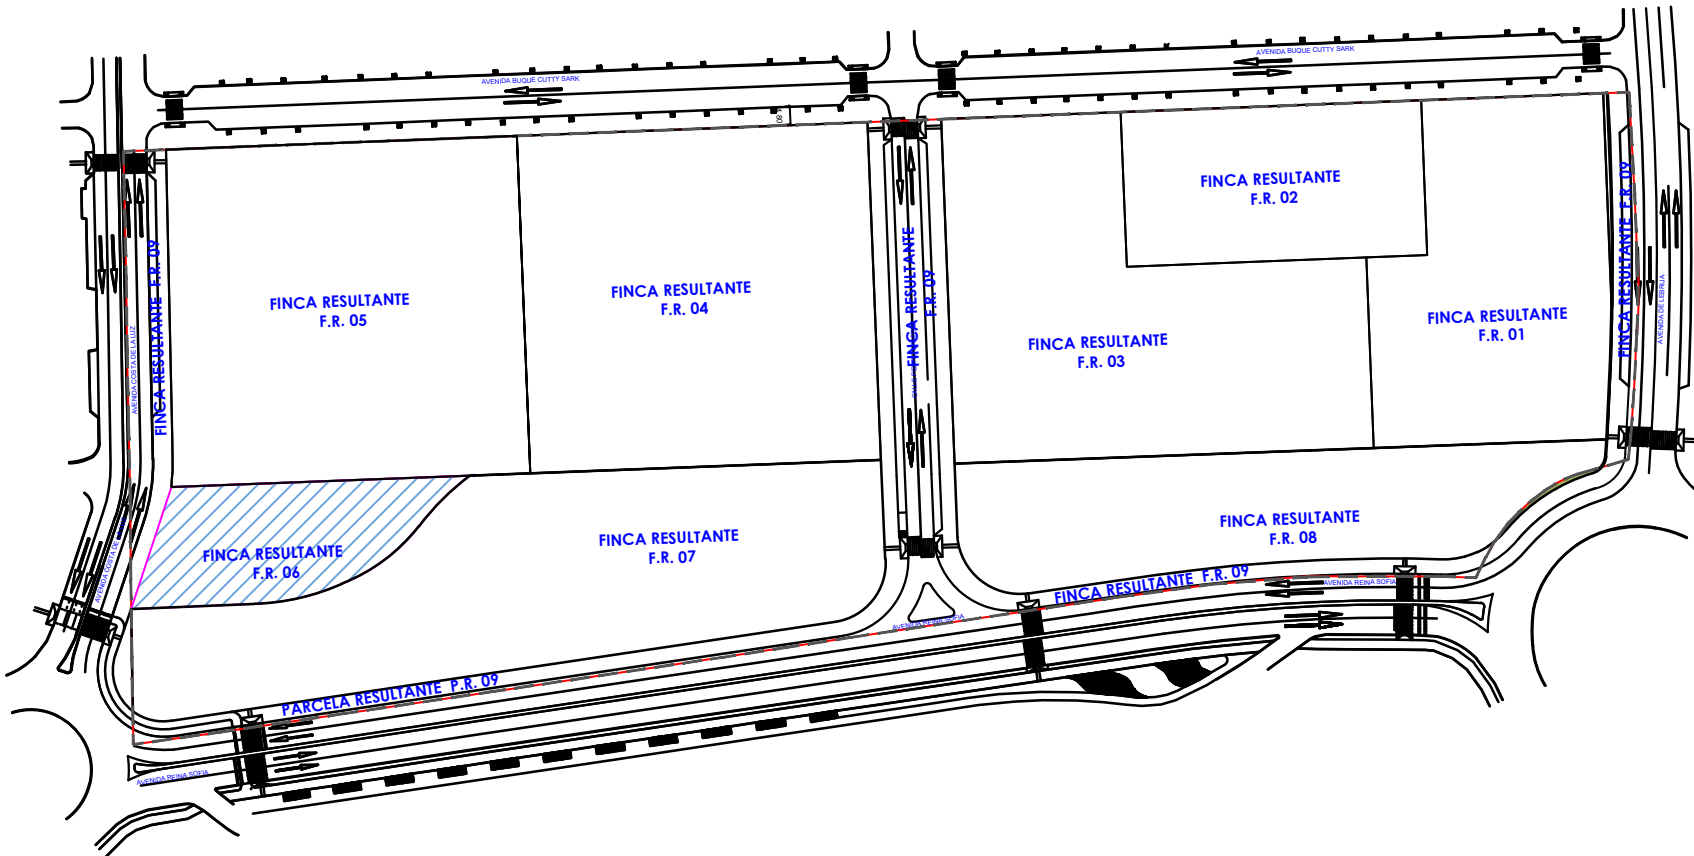 AVENIDA BUQUE CUTTY SARK
AVENIDA BUQUE CUTTY SARK
FINCA RESULTANTE
F.R. 02
FINCA RESULTANTE
F.R. 05
FINCA RESULTANTE
F.R. 04
FINCA RESULTANTE
F.R. 03
FINCA RESULTANTE
F.R. 01
FINCA RESULTANTE F.R. 09
AVENIDA COSTA DE LA LUZ
FINCA RESULTANTE
F.R. 09
FINCA RESULTANTE F.R. 09
AVENIDA DE LEBRIJA
FINCA RESULTANTE
F.R. 06
AVENIDA COSTA DE
FINCA RESULTANTE
F.R. 07
FINCA RESULTANTE
F.R. 08
FINCA RESULTANTE F.R. 09
AVENIDA REINA SOFIA
AVENIDA REINA SOFIA
PARCELA RESULTANTE P.R. 09
AVENIDA REINA SOFIA